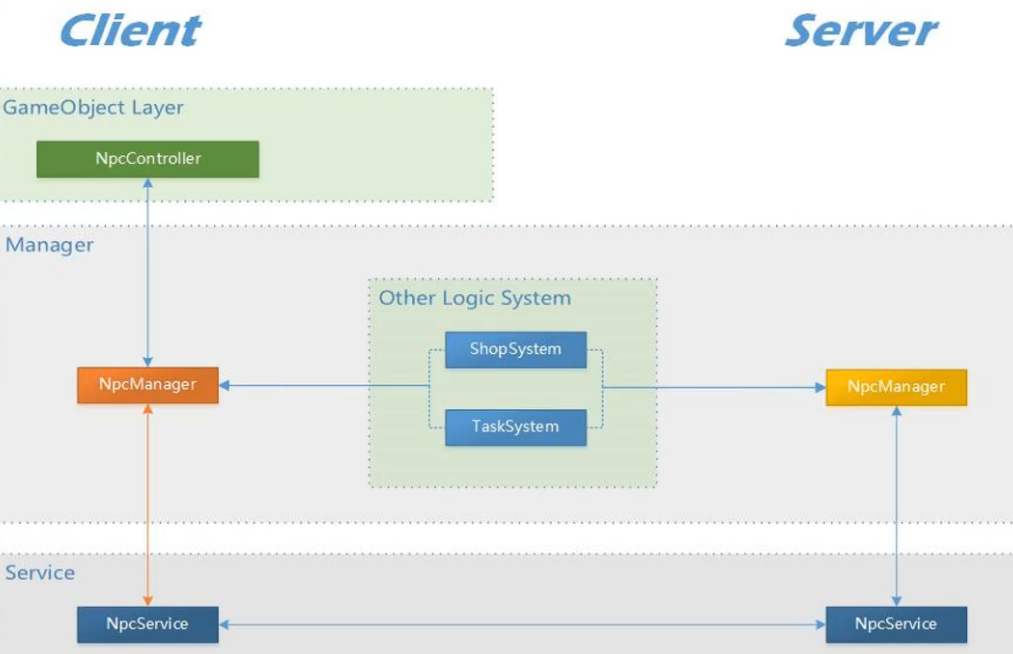 Client
Server
GameObject Layer
NpcController
Manager
Other Logic System
ShopSystem
NpcManager
NpcManager
TaskSystem
Service
NpcService
NpcService